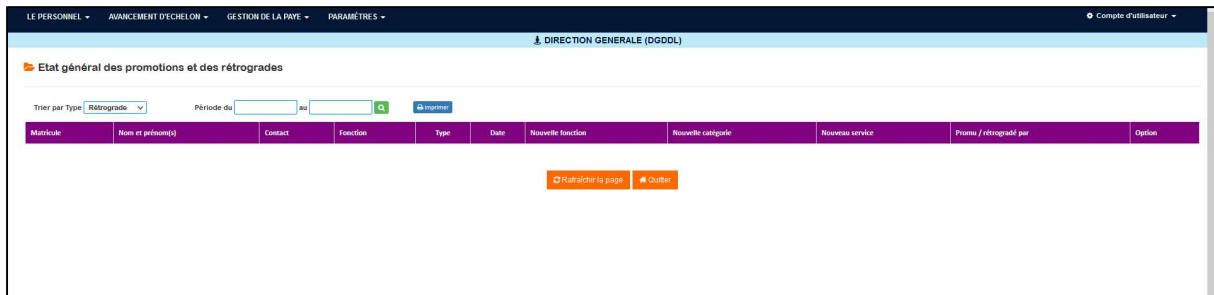 LE PERSONNEL AVANCEMENT D'ECHELON GESTION DE LA PAYE PARAMÈTRES Compte d'utilisateur
DIRECTION GENERALE (DGDDL)
Etat général des promotions et des rétrogrades
Trier par Type Rétrograde Période du au imprimer
Matricule Nom et prénom(s) Contact Fonction Type Date Nouvelle fonction Nouvelle catégorie Nouveau service Promu / rétrogradé par Option
Rafraîchir la page Quitter